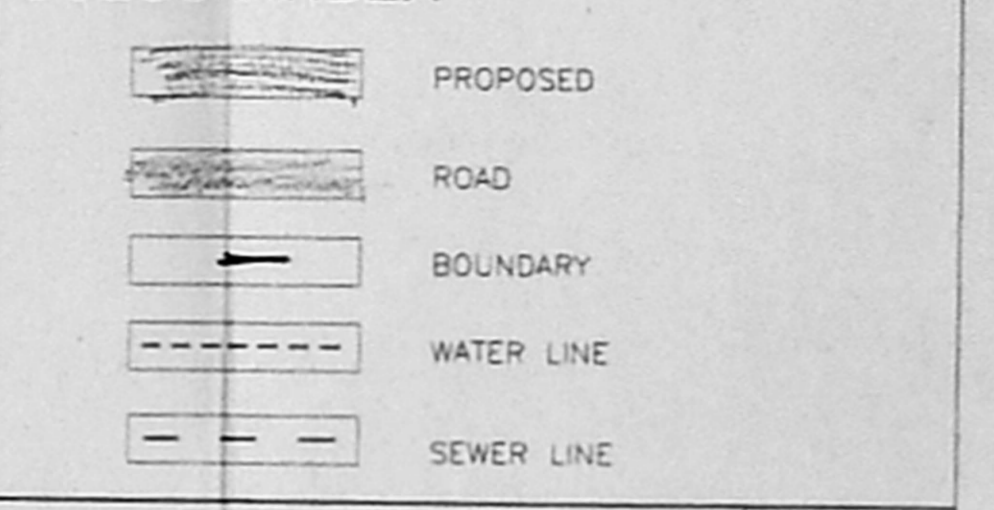 PROPOSED
ROAD
BOUNDARY
WATER LINE
SEWER LINE